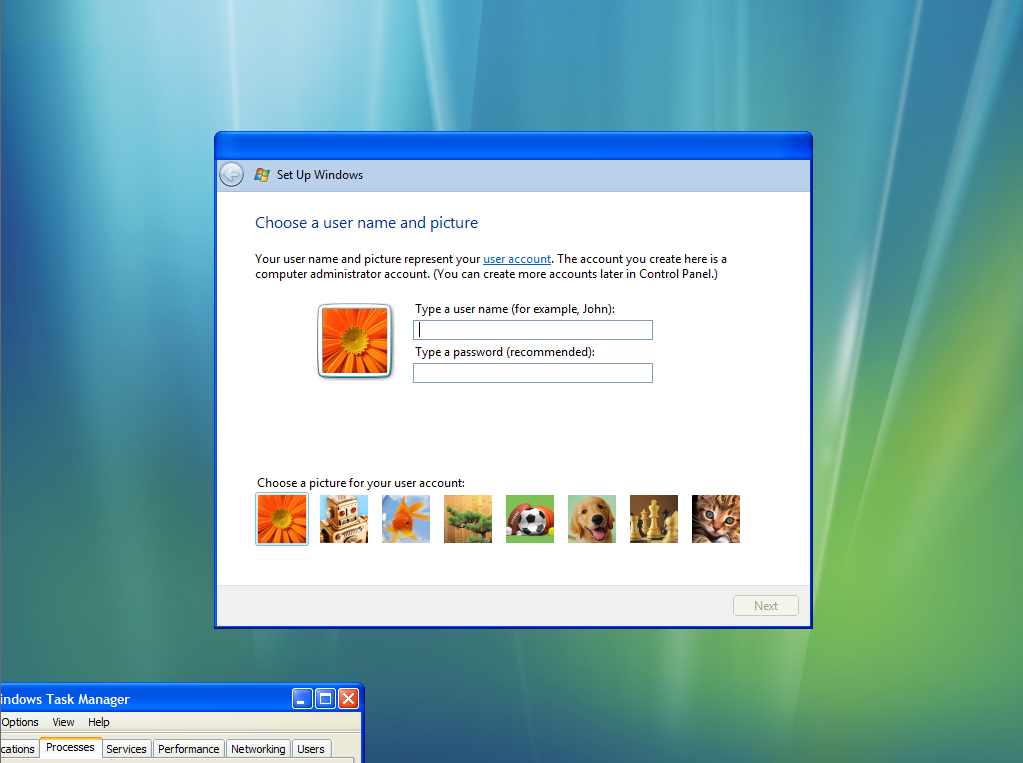 Set Up Windows
Choose a user name and picture
Your user name and picture represent your user account. The account you create here is a
computer administrator account. (You can create more accounts later in Control Panel.)
Type a user name (for example, John):
Type a password (recommended):
Choose a picture for your user account:
Next
indows Task Manager
Options View Help
cations Processes Services Performance Networking Users